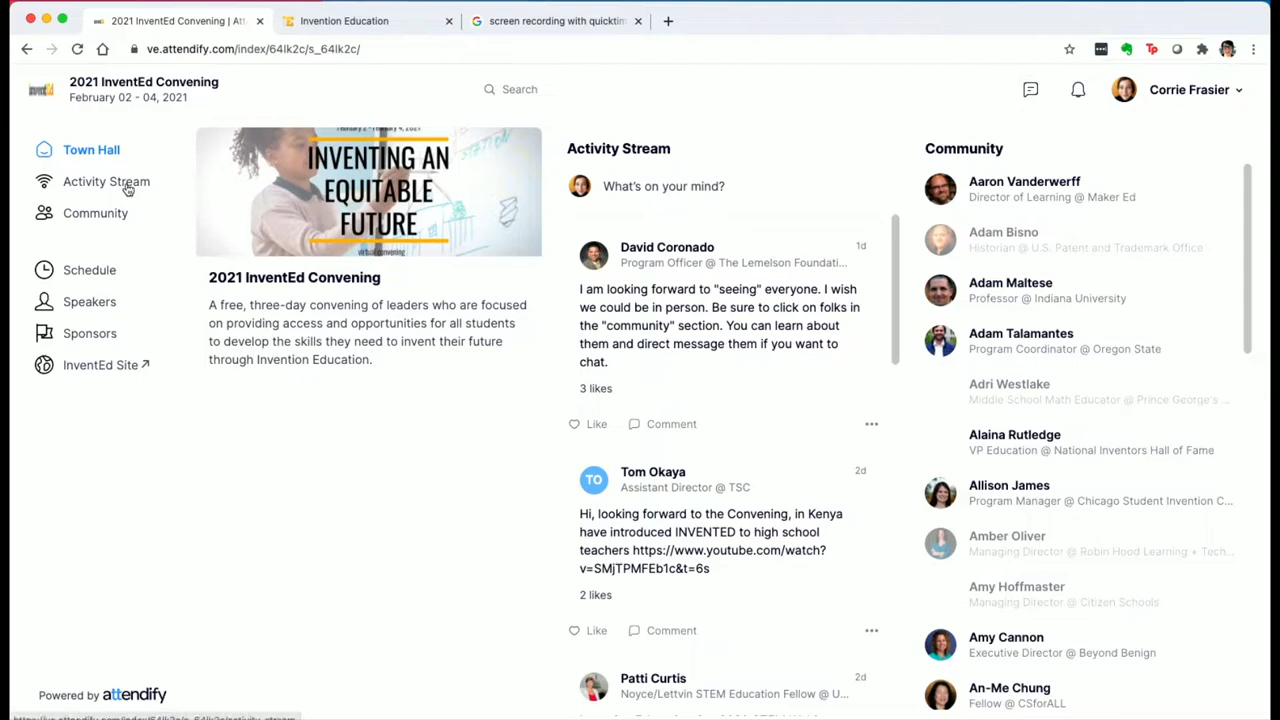 2021 InventEd Convening | Att
Invention Education
screen recording with quicktim
ve.attendify.com/index/64lk2c/s_64lk2c/
invented
2021 InventEd Convening
February 02 - 04, 2021
Search
Corrie Frasier
Town Hall
Activity Stream
Community
Schedule
Speakers
Sponsors
InventEd Site
Powered by attendify
February 2 - February 4, 2021
INVENTING AN
EQUITABLE
FUTURE
virtual convening
2021 InventEd Convening
A free, three-day convening of leaders who are focused
on providing access and opportunities for all students
to develop the skills they need to invent their future
through Invention Education.
Activity Stream
What's on your mind?
David Coronado
1d
Program Officer @ The Lemelson Foundati...
I am looking forward to "seeing" everyone. I wish
we could be in person. Be sure to click on folks in
the "community" section. You can learn about
them and direct message them if you want to
chat.
3 likes
Like
Comment
TO
Tom Okaya
2d
Assistant Director @ TSC
Hi, looking forward to the Convening, in Kenya
have introduced INVENTED to high school
teachers https://www.youtube.com/watch?
v=SMjTPMFEb1c&t=6s
2 likes
Like
Comment
Patti Curtis
2d
Noyce/Lettvin STEM Education Fellow @ U...
Community
Aaron Vanderwerff
Director of Learning @ Maker Ed
Adam Bisno
Historian @ U.S. Patent and Trademark Office
Adam Maltese
Professor @ Indiana University
Adam Talamantes
Program Coordinator @ Oregon State
Adri Westlake
Middle School Math Educator @ Prince George's ...
Alaina Rutledge
VP Education @ National Inventors Hall of Fame
Allison James
Program Manager @ Chicago Student Invention C...
Amber Oliver
Managing Director @ Robin Hood Learning + Tech...
Amy Hoffmaster
Managing Director @ Citizen Schools
Amy Cannon
Executive Director @ Beyond Benign
An-Me Chung
Fellow @ CSforALL